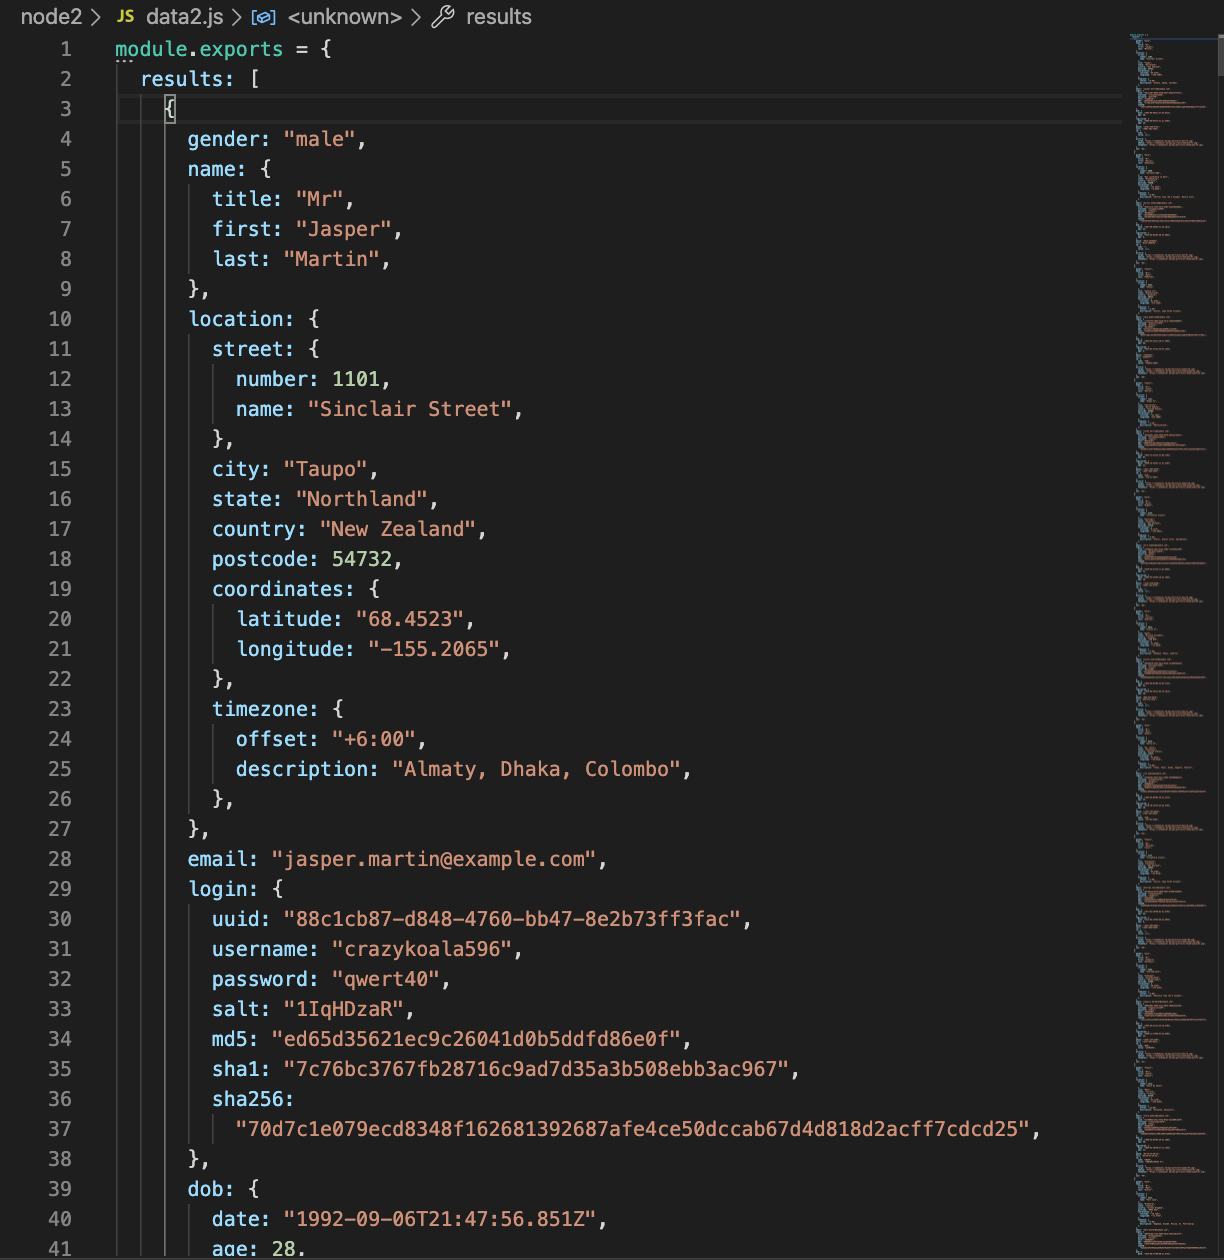 node2 > JS data2.js > <unknown> > results
1 module.exports = {
2 results: [
3 {
4 gender: "male",
5 name: {
6 title: "Mr",
7 first: "Jasper",
8 last: "Martin",
9 },
10 location: {
11 street: {
12 number: 1101,
13 name: "Sinclair Street",
14 },
15 city: "Taupo",
16 state: "Northland",
17 country: "New Zealand",
18 postcode: 54732,
19 coordinates: {
20 latitude: "68.4523",
21 longitude: "-155.2065",
22 },
23 timezone: {
24 offset: "+6:00",
25 description: "Almaty, Dhaka, Colombo",
26 },
27 },
28 email: "jasper.martin@example.com",
29 login: {
30 uuid: "88c1cb87-d848-4760-bb47-8e2b73ff3fac",
31 username: "crazykoala596",
32 password: "qwert40",
33 salt: "1IqHDzaR",
34 md5: "ed65d35621ec9c26041d0b5ddfd86e0f",
35 sha1: "7c76bc3767fb28716c9ad7d35a3b508ebb3ac967",
36 sha256:
37 "70d7c1e079ecd8348f162681392687afe4ce50dccab67d4d818d2acff7cdcd25",
38 },
39 dob: {
40 date: "1992-09-06T21:47:56.851Z",
41 age: 28,